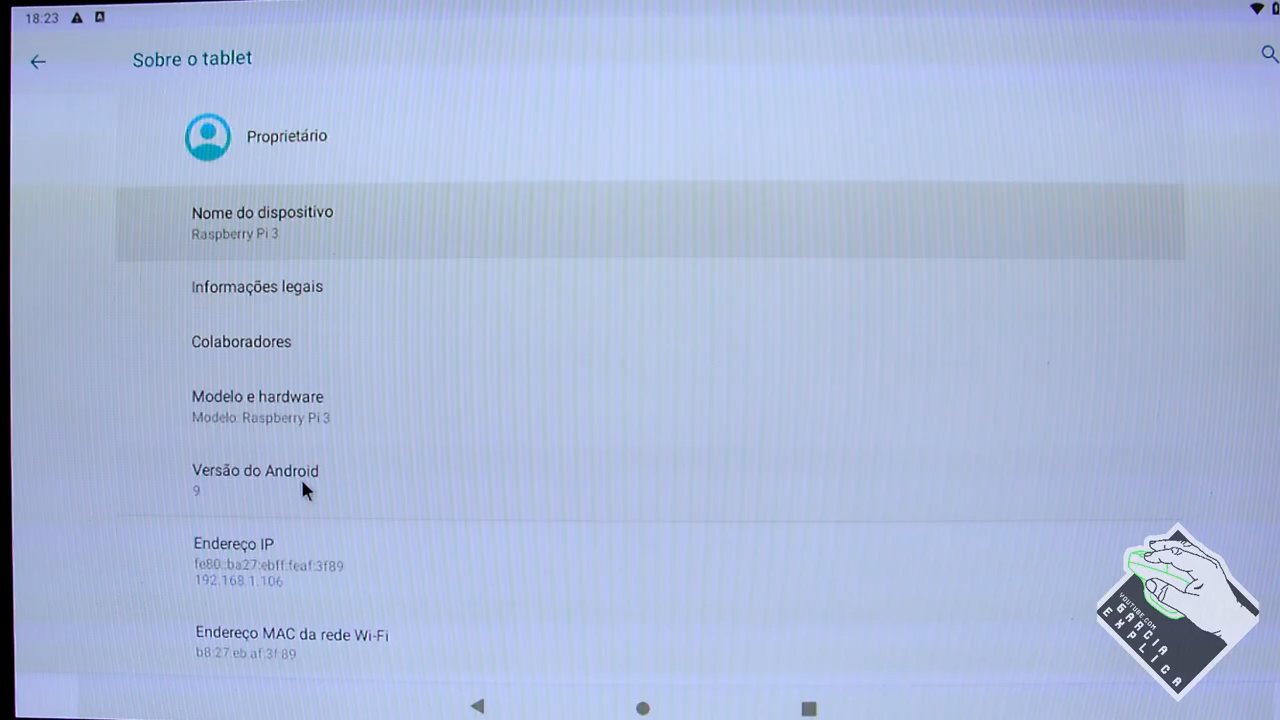 18:23
Sobre o tablet
Proprietário
Nome do dispositivo
Raspberry Pi 3
Informações legais
Colaboradores
Modelo e hardware
Modelo: Raspberry Pi 3
Versão do Android
9
Endereço IP
fe80::ba27:ebff:feaf:3f89
192.168.1.106
Endereço MAC da rede Wi-Fi
b8:27:eb:af:3f:89
YOUTUBE.COM
GARCIA
EXPLICA